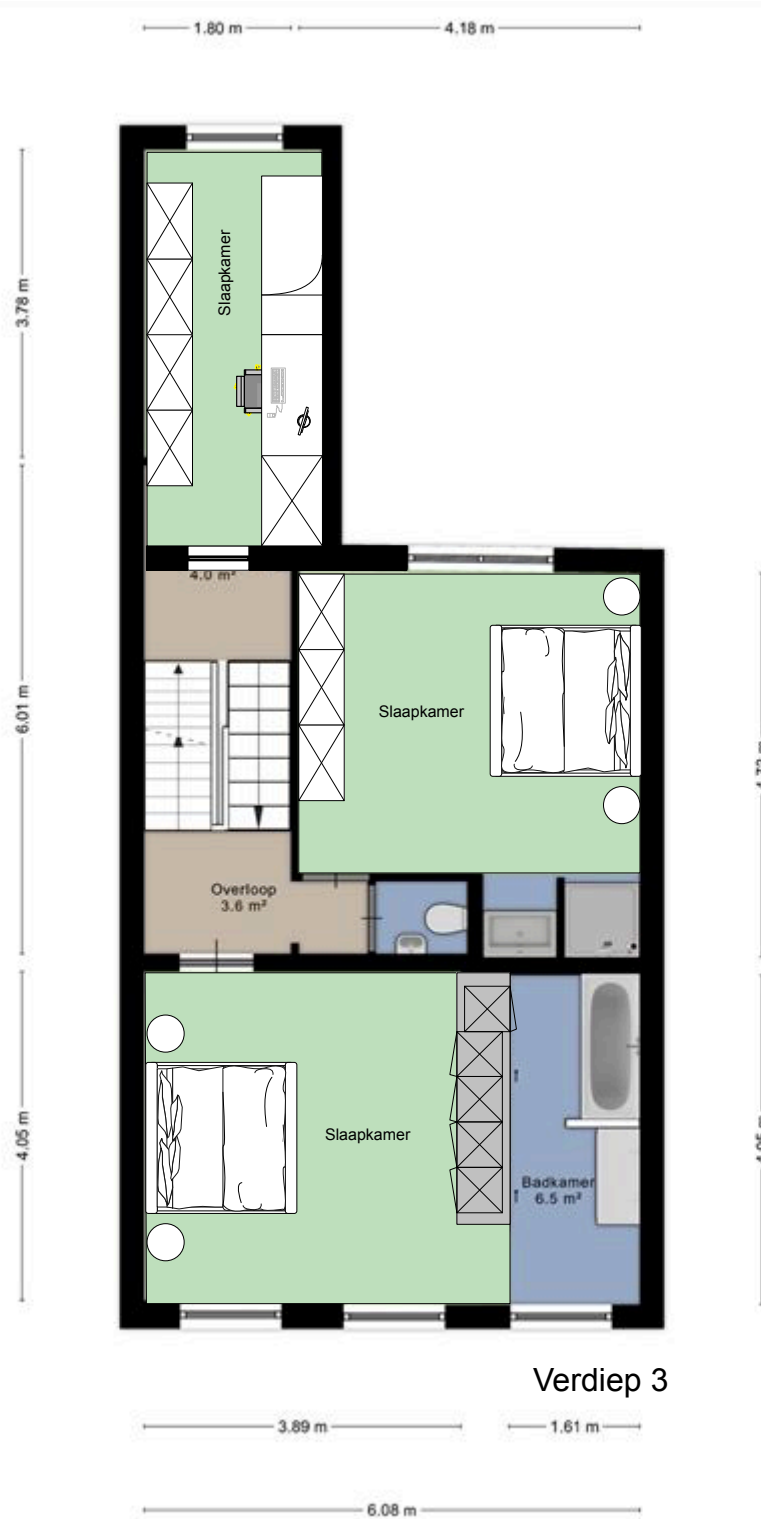 1.80 m
4.18 m
3.78 m
Slaapkamer
4.0 m²
6.01 m
Slaapkamer
Overloop
3.6 m²
4.05 m
Slaapkamer
Badkamer
6.5 m²
Verdiep 3
3.89 m
1.61 m
6.08 m